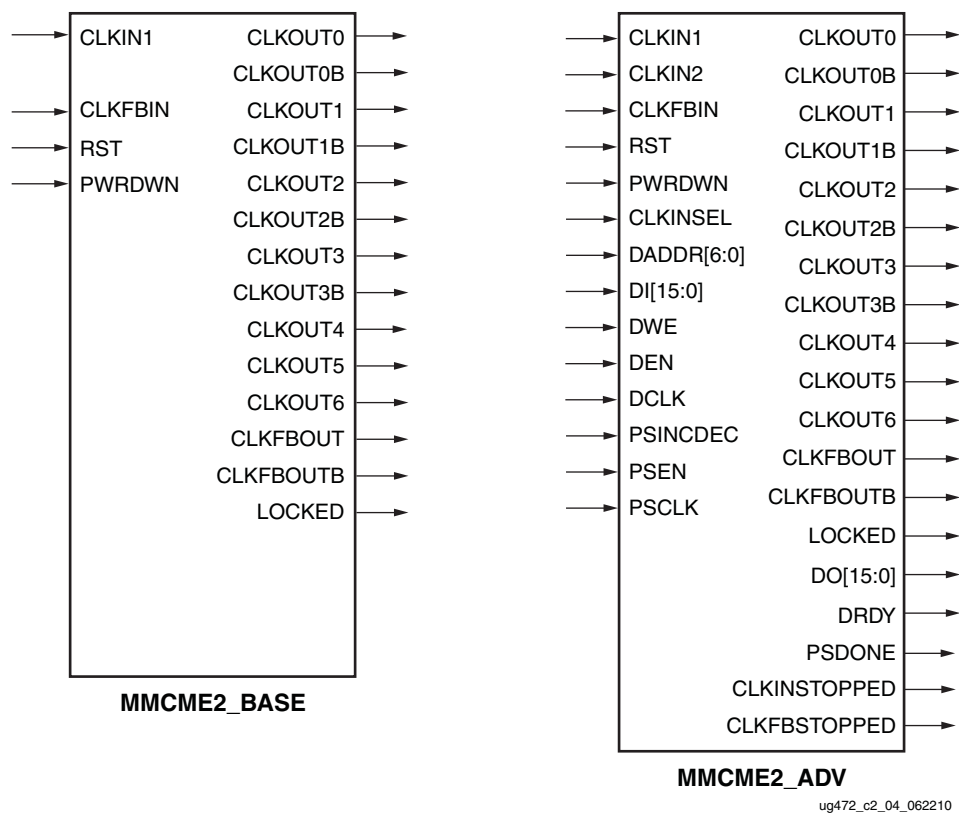 CLKIN1
CLKFBIN
RST
PWRDWN
CLKOUT0
CLKOUT0B
CLKOUT1
CLKOUT1B
CLKOUT2
CLKOUT2B
CLKOUT3
CLKOUT3B
CLKOUT4
CLKOUT5
CLKOUT6
CLKFBOUT
CLKFBOUTB
LOCKED
MMCME2_BASE
CLKIN1
CLKIN2
CLKFBIN
RST
PWRDWN
CLKINSEL
DADDR[6:0]
DI[15:0]
DWE
DEN
DCLK
PSINCDEC
PSEN
PSCLK
CLKOUT0
CLKOUT0B
CLKOUT1
CLKOUT1B
CLKOUT2
CLKOUT2B
CLKOUT3
CLKOUT3B
CLKOUT4
CLKOUT5
CLKOUT6
CLKFBOUT
CLKFBOUTB
LOCKED
DO[15:0]
DRDY
PSDONE
CLKINSTOPPED
CLKFBSTOPPED
MMCME2_ADV
ug472_c2_04_062210